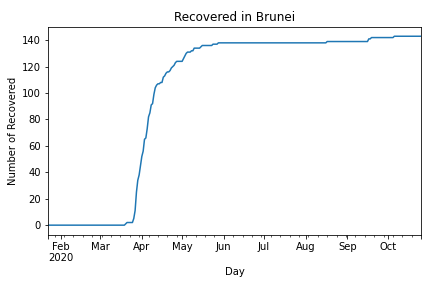 Recovered in Brunei
Number of Recovered
140
120
100
80
60
40
20
0
Feb Mar Apr May Jun Jul Aug Sep Oct
2020
Day